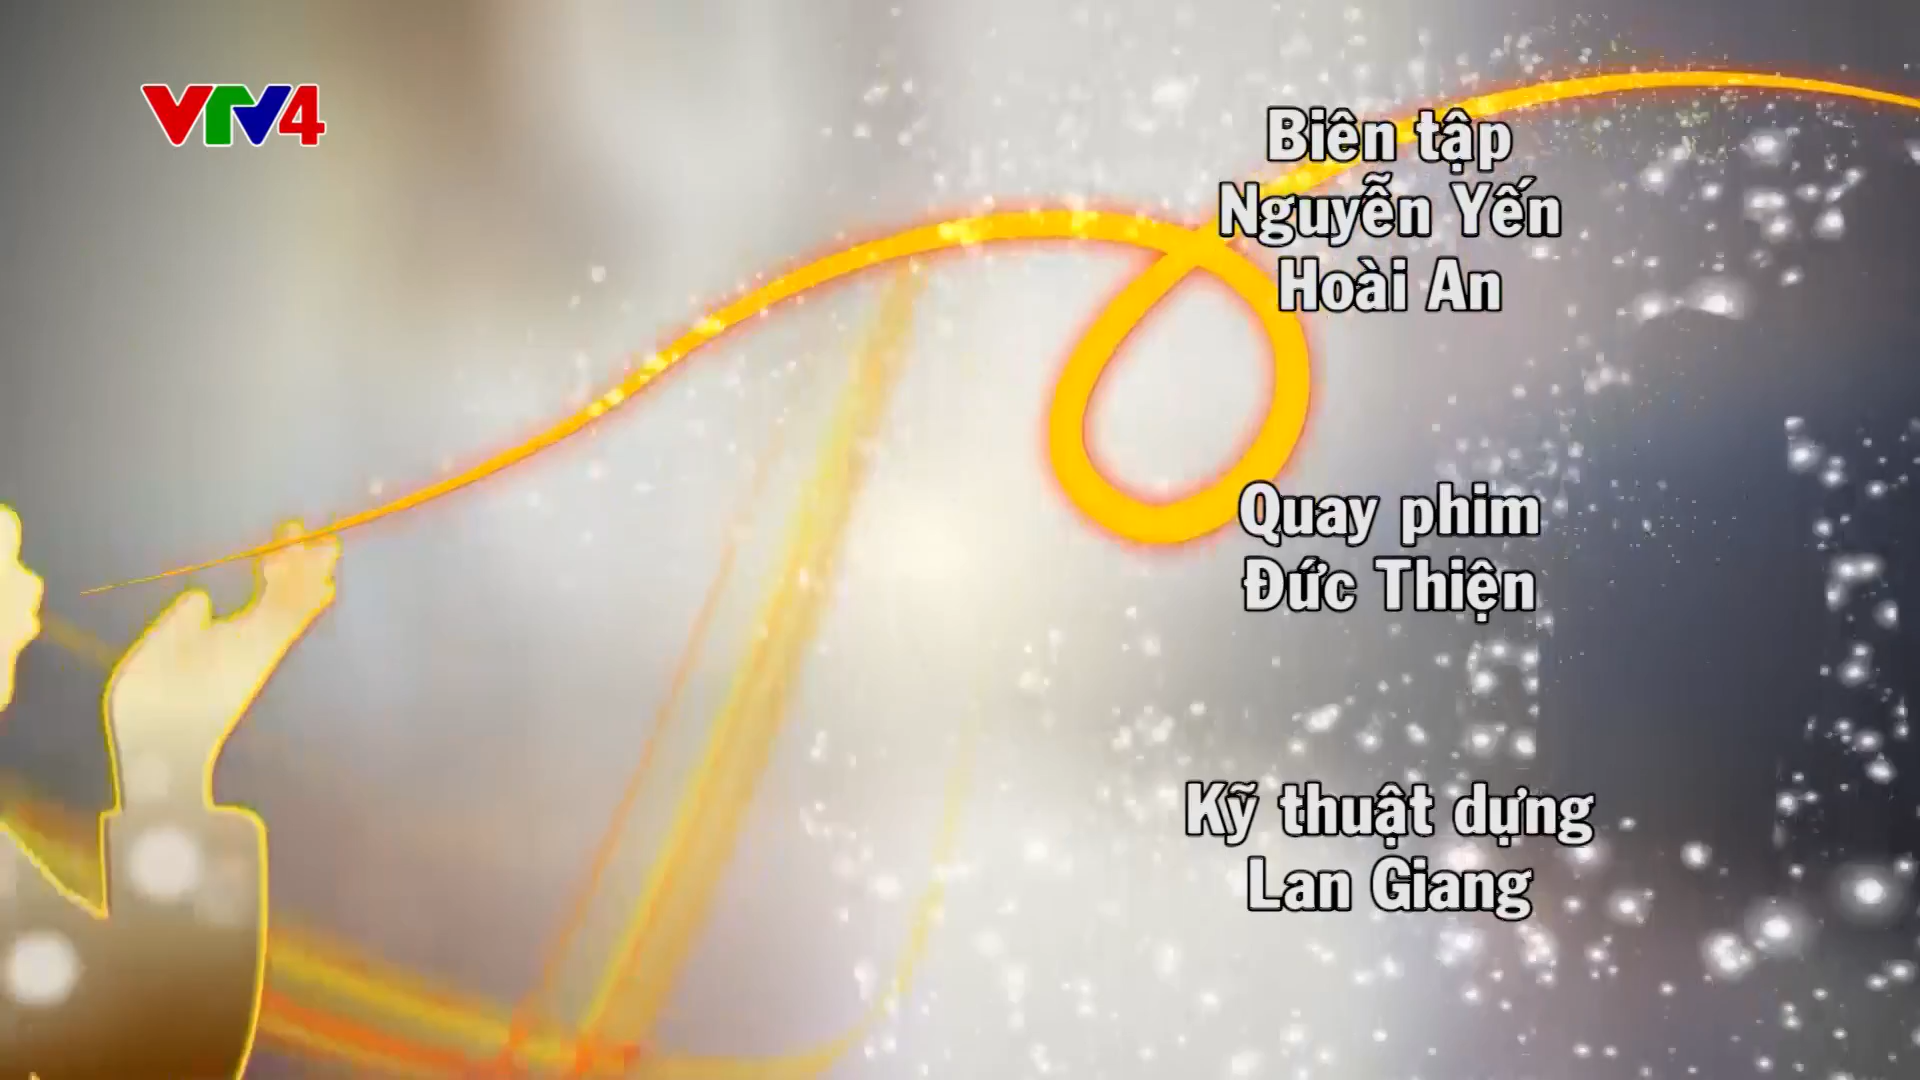 VTV4
Biên tập
Nguyễn Yến
Hoài An
Quay phim
Đức Thiện
Kỹ thuật dựng
Lan Giang